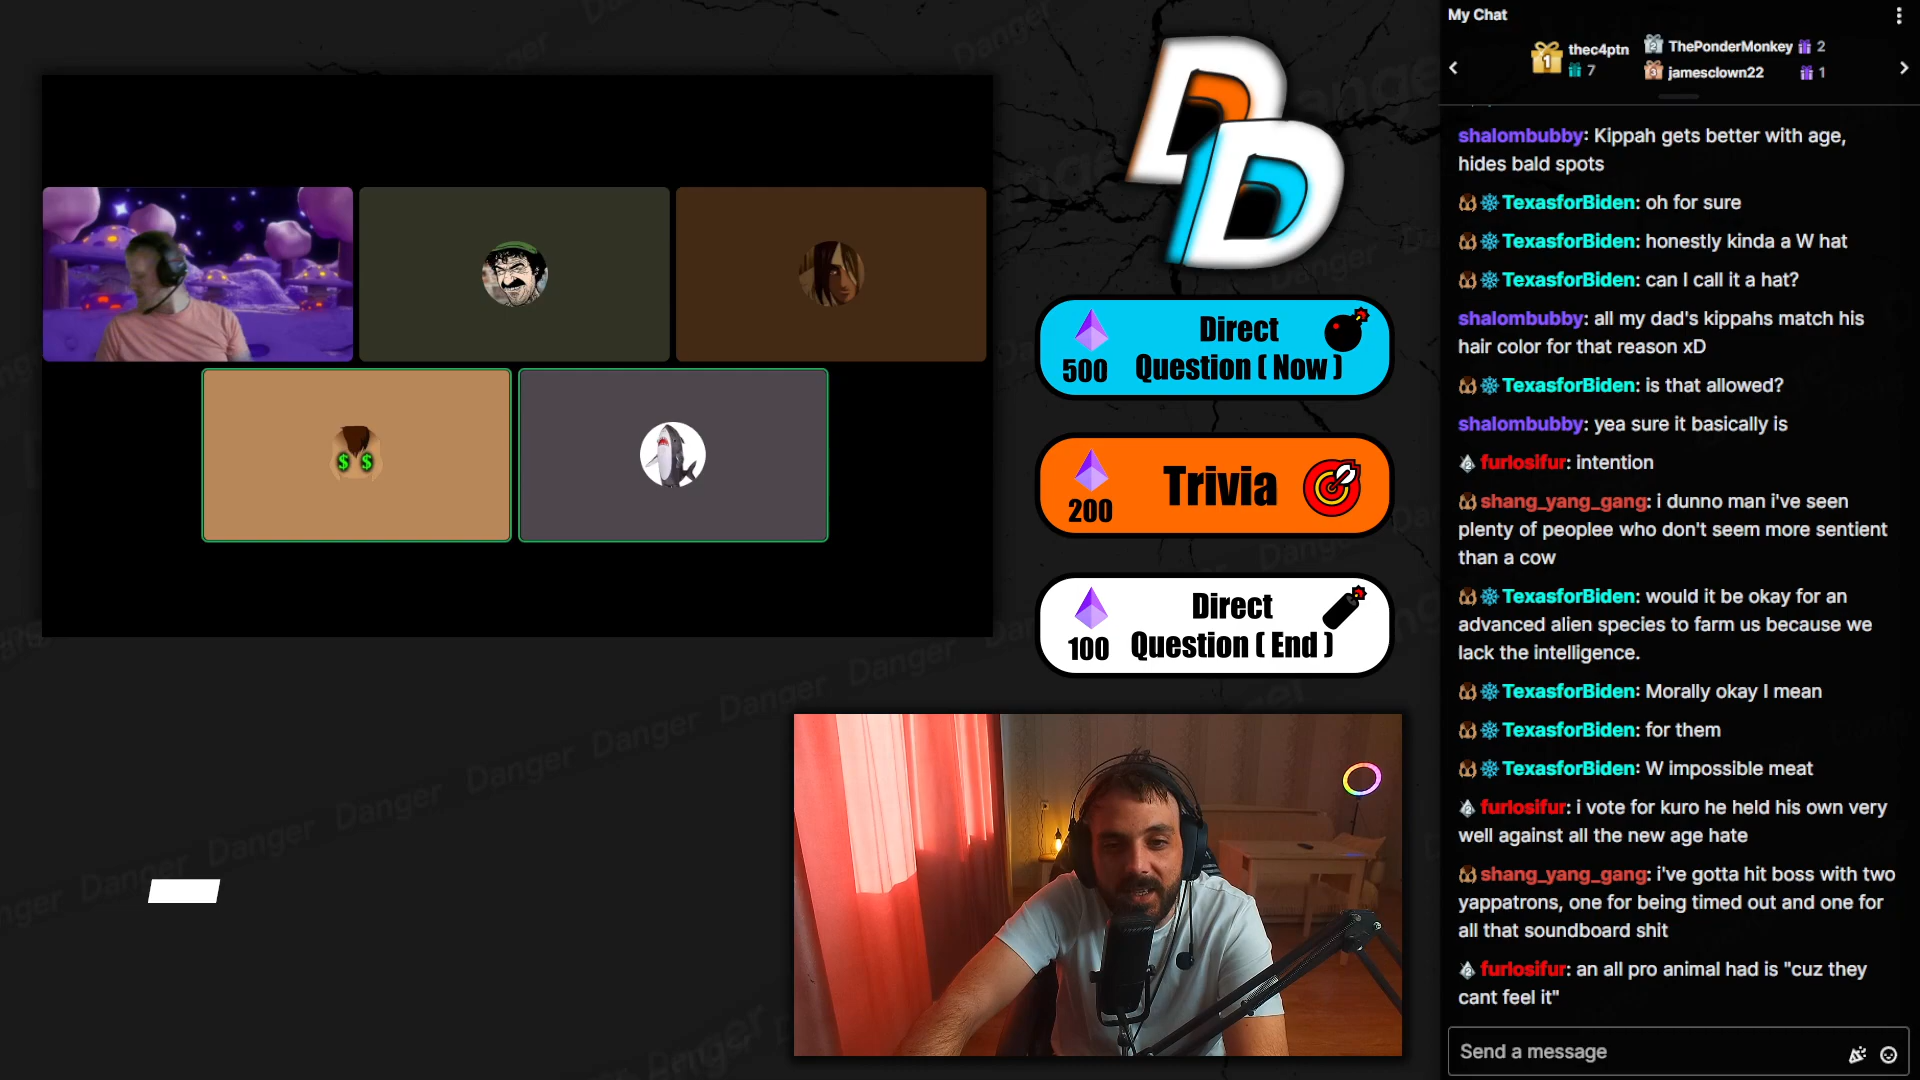 My Chat
thec4ptn
7
ThePonderMonkey 2
jamesclown22 1
shalombubby: Kippah gets better with age,
hides bald spots
TexasforBiden: oh for sure
TexasforBiden: honestly kinda a W hat
TexasforBiden: can I call it a hat?
shalombubby: all my dad's kippahs match his
hair color for that reason xD
TexasforBiden: is that allowed?
shalombubby: yea sure it basically is
furlosifur: intention
shang_yang_gang: i dunno man i've seen
plenty of peoplee who don't seem more sentient
than a cow
TexasforBiden: would it be okay for an
advanced alien species to farm us because we
lack the intelligence.
TexasforBiden: Morally okay I mean
TexasforBiden: for them
TexasforBiden: W impossible meat
furlosifur: i vote for kuro he held his own very
well against all the new age hate
shang_yang_gang: i've gotta hit boss with two
yappatrons, one for being timed out and one for
all that soundboard shit
furlosifur: an all pro animal had is "cuz they
cant feel it"
Send a message
DD
500
Direct
Question ( Now )
200
Trivia
100
Direct
Question ( End )
Danger Danger Danger Danger Danger Danger Danger